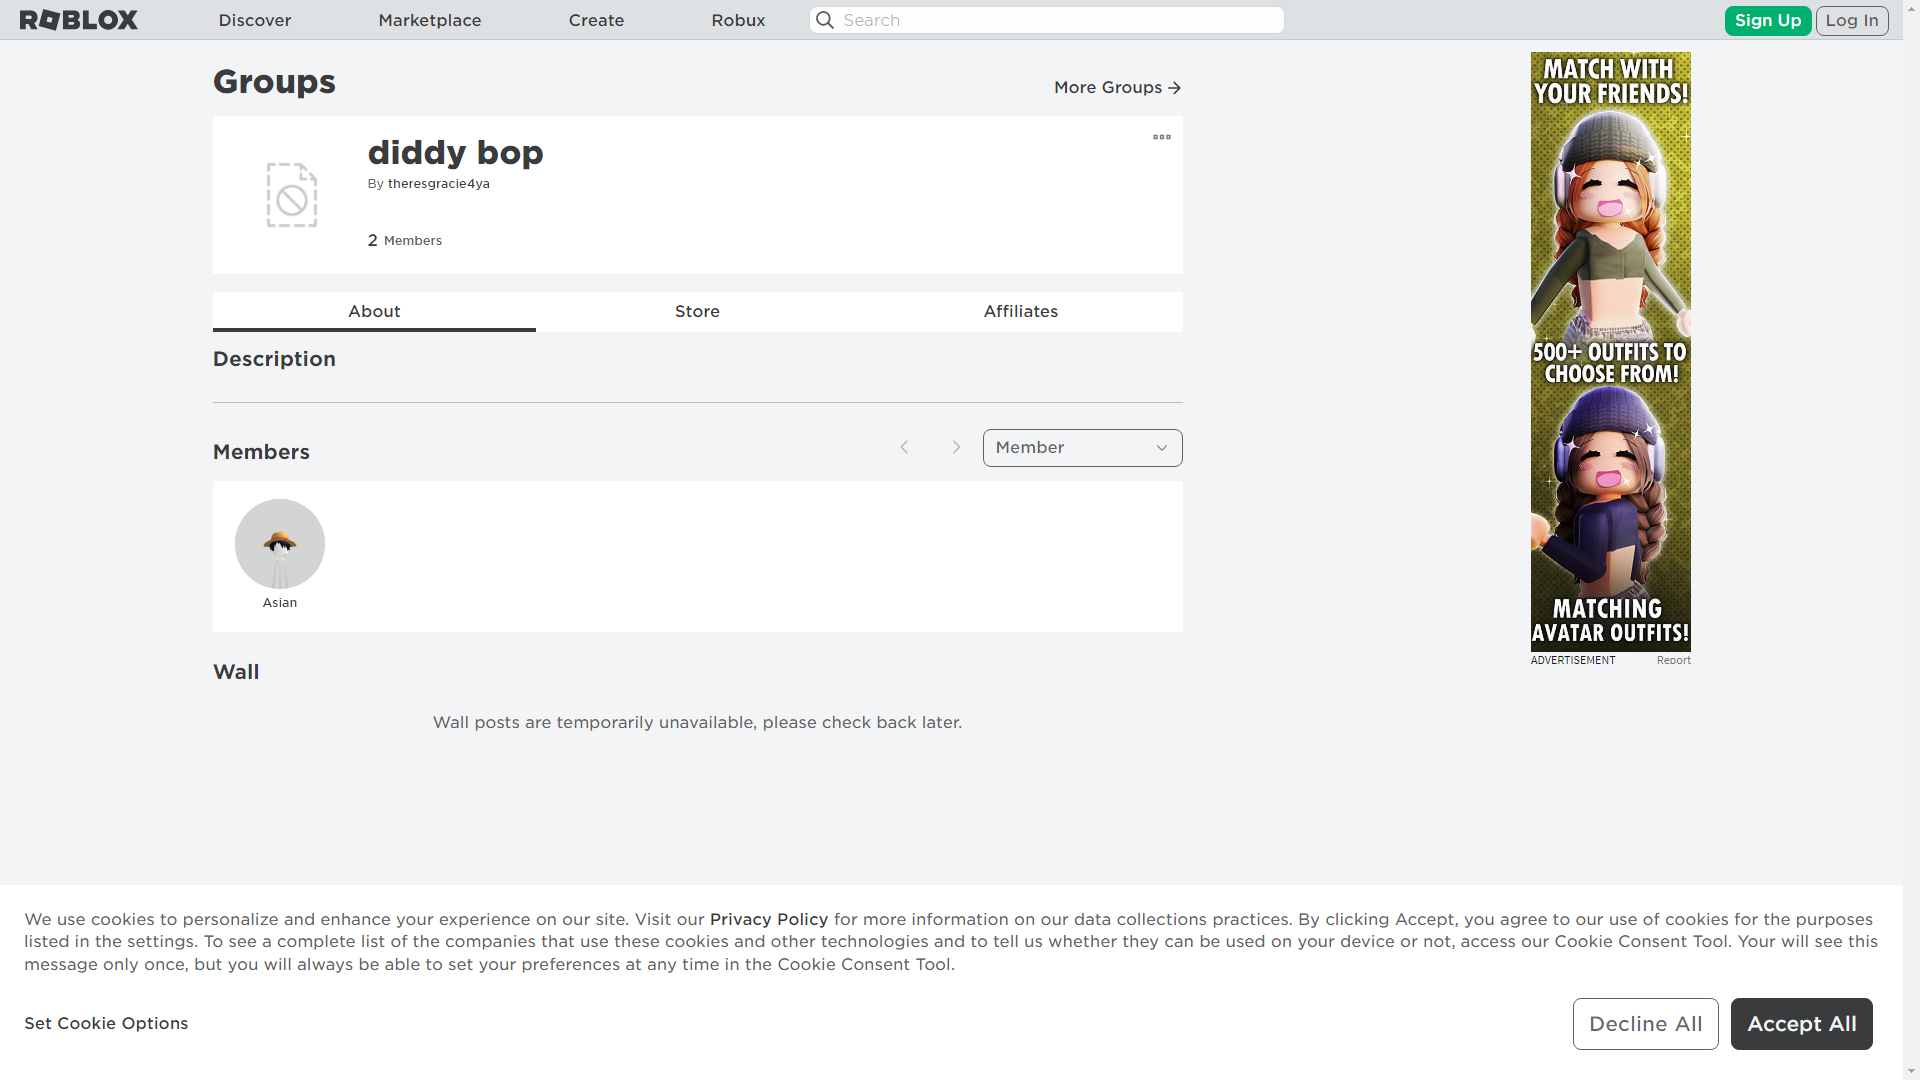 ROBLOX
Discover
Marketplace
Create
Robux
Search
Sign Up
Log In
Groups
More Groups
diddy bop
By theresgracie4ya
2 Members
About
Store
Affiliates
Description
Members
Member
Asian
Wall
Wall posts are temporarily unavailable, please check back later.
MATCH WITH
YOUR FRIENDS!
500+ OUTFITS TO
CHOOSE FROM!
MATCHING
AVATAR OUTFITS!
ADVERTISEMENT
Report
We use cookies to personalize and enhance your experience on our site. Visit our Privacy Policy for more information on our data collections practices. By clicking Accept, you agree to our use of cookies for the purposes
listed in the settings. To see a complete list of the companies that use these cookies and other technologies and to tell us whether they can be used on your device or not, access our Cookie Consent Tool. Your will see this
message only once, but you will always be able to set your preferences at any time in the Cookie Consent Tool.
Set Cookie Options
Decline All
Accept All